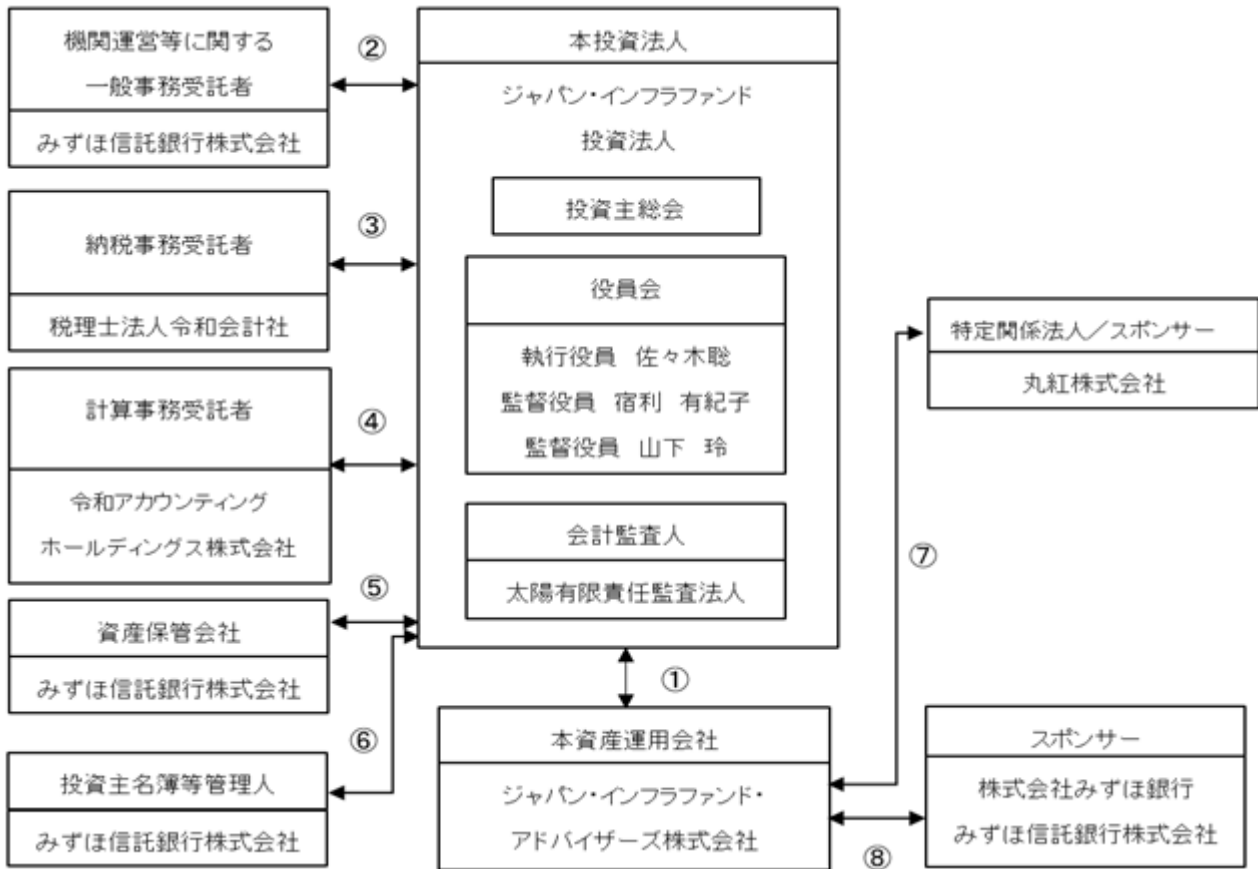 機関運営等に関する
一般事務受託者
みずほ信託銀行株式会社
②
納税事務受託者
税理士法人令和会計社
③
計算事務受託者
令和アカウンティング
ホールディングス株式会社
④
資産保管会社
みずほ信託銀行株式会社
⑤
投資主名簿等管理人
みずほ信託銀行株式会社
⑥
本投資法人
ジャパン・インフラファンド
投資法人
投資主総会
役員会
執行役員 佐々木聡
監督役員 宿利 有紀子
監督役員 山下 玲
会計監査人
太陽有限責任監査法人
①
本資産運用会社
ジャパン・インフラファンド・
アドバイザーズ株式会社
特定関係法人／スポンサー
丸紅株式会社
⑦
スポンサー
株式会社みずほ銀行
みずほ信託銀行株式会社
⑧